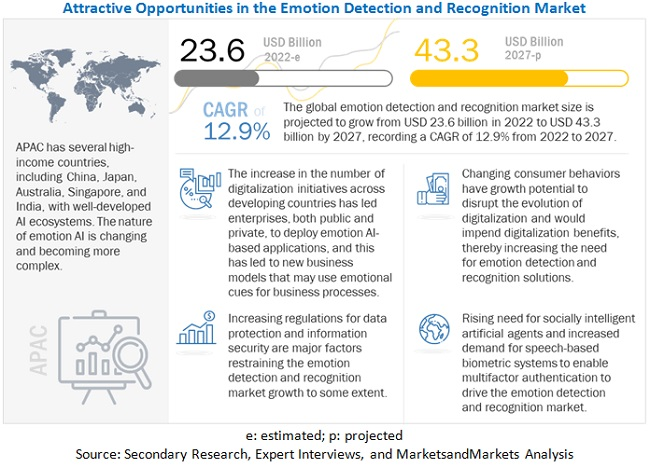 Attractive Opportunities in the Emotion Detection and Recognition Market
23.6
USD Billion
2022-e
43.3
USD Billion
2027-p
CAGR of
12.9%
The global emotion detection and recognition market size is
projected to grow from USD 23.6 billion in 2022 to USD 43.3
billion by 2027, recording a CAGR of 12.9% from 2022 to 2027.
APAC has several high-
income countries,
including China, Japan,
Australia, Singapore, and
India, with well-developed
AI ecosystems. The nature
of emotion AI is changing
and becoming more
complex.
APAC
The increase in the number of
digitalization initiatives across
developing countries has led
enterprises, both public and
private, to deploy emotion AI-
based applications, and this
has led to new business
models that may use emotional
cues for business processes.
Changing consumer behaviors
have growth potential to
disrupt the evolution of
digitalization and would
impend digitalization benefits,
thereby increasing the need
for emotion detection and
recognition solutions.
Increasing regulations for data
protection and information
security are major factors
restraining the emotion
detection and recognition
market growth to some extent.
Rising need for socially intelligent
artificial agents and increased
demand for speech-based
biometric systems to enable
multifactor authentication to
drive the emotion detection
and recognition market.
e: estimated; p: projected
Source: Secondary Research, Expert Interviews, and MarketsandMarkets Analysis